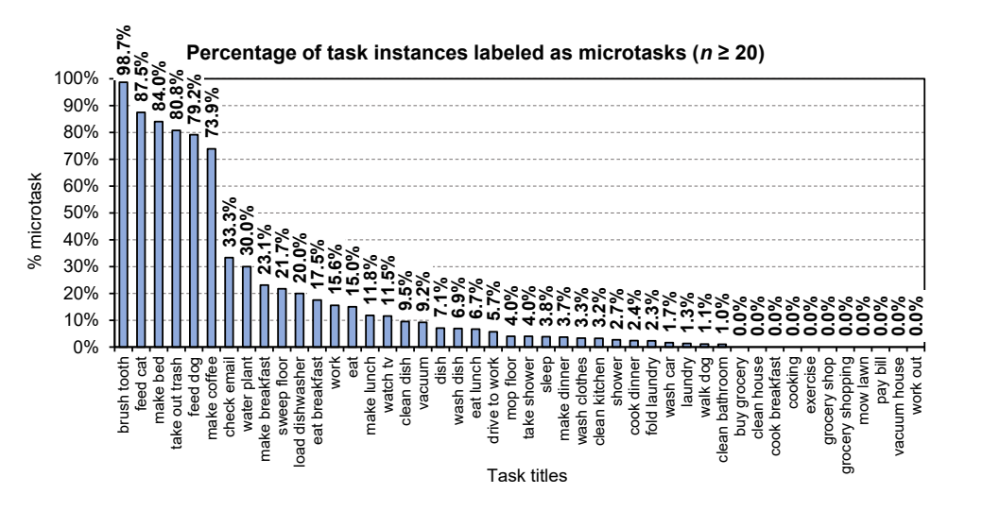 Percentage of task instances labeled as microtasks (n ≥ 20)
% microtask
100%
90%
80%
70%
60%
50%
40%
30%
20%
10%
0%
98.7%
87.5%
84.0%
80.8%
79.2%
73.9%
33.3%
30.0%
23.1%
21.7%
20.0%
17.5%
15.6%
15.0%
11.8%
11.5%
9.5%
9.2%
7.1%
6.9%
6.7%
5.7%
4.0%
4.0%
3.8%
3.7%
3.3%
3.2%
2.7%
2.4%
2.3%
1.7%
1.3%
1.1%
1.0%
0.0%
0.0%
0.0%
0.0%
0.0%
0.0%
0.0%
0.0%
0.0%
0.0%
0.0%
brush tooth
feed cat
make bed
take out trash
feed dog
make coffee
check email
water plant
make breakfast
sweep floor
load dishwasher
eat breakfast
work
eat
make lunch
watch tv
clean dish
vacuum
dish
wash dish
eat lunch
drive to work
mop floor
take shower
sleep
make dinner
wash clothes
clean kitchen
shower
cook dinner
fold laundry
wash car
laundry
walk dog
clean bathroom
buy grocery
clean house
cook breakfast
cooking
exercise
grocery shop
grocery shopping
mow lawn
pay bill
vacuum house
work out
Task titles